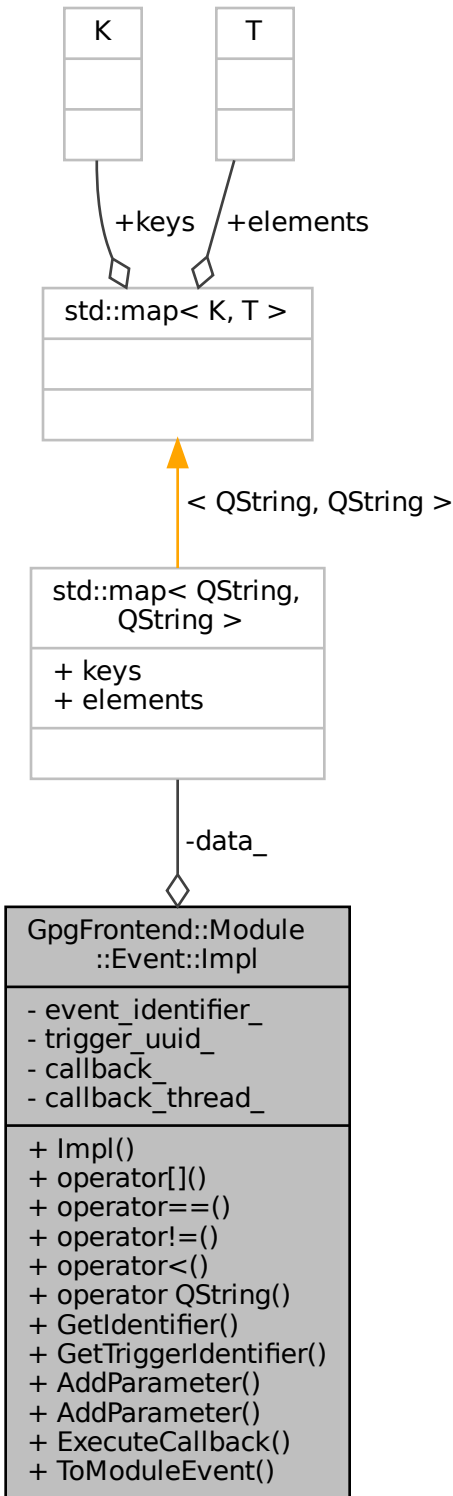 K
T
+keys
+elements
std::map< K, T >
< QString, QString >
std::map< QString,
QString >
+ keys
+ elements
-data_
GpgFrontend::Module
::Event::Impl
- event_identifier_
- trigger_uuid_
- callback_
- callback_thread_
+ Impl()
+ operator[]()
+ operator==()
+ operator!=()
+ operator<()
+ operator QString()
+ GetIdentifier()
+ GetTriggerIdentifier()
+ AddParameter()
+ AddParameter()
+ ExecuteCallback()
+ ToModuleEvent()